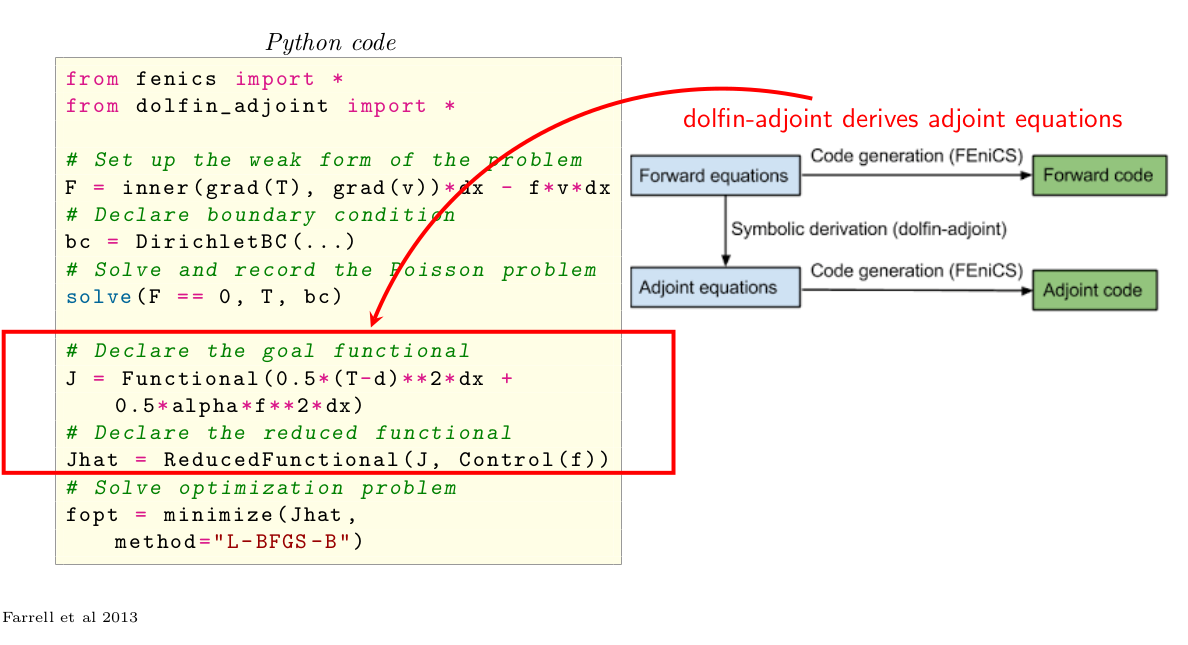 Python code
from fenics import *
from dolfin_adjoint import *
# Set up the weak form of the problem
F = inner(grad(T), grad(v))*dx - f*v*dx
# Declare boundary condition
bc = DirichletBC(...)
# Solve and record the Poisson problem
solve(F == 0, T, bc)
# Declare the goal functional
J = Functional(0.5*(T-d)**2*dx +
0.5*alpha*f**2*dx)
# Declare the reduced functional
Jhat = ReducedFunctional(J, Control(f))
# Solve optimization problem
fopt = minimize(Jhat,
method="L-BFGS-B")
dolfin-adjoint derives adjoint equations
Code generation (FEniCS)
Forward equations
Forward code
Symbolic derivation (dolfin-adjoint)
Code generation (FEniCS)
Adjoint equations
Adjoint code
Farrell et al 2013